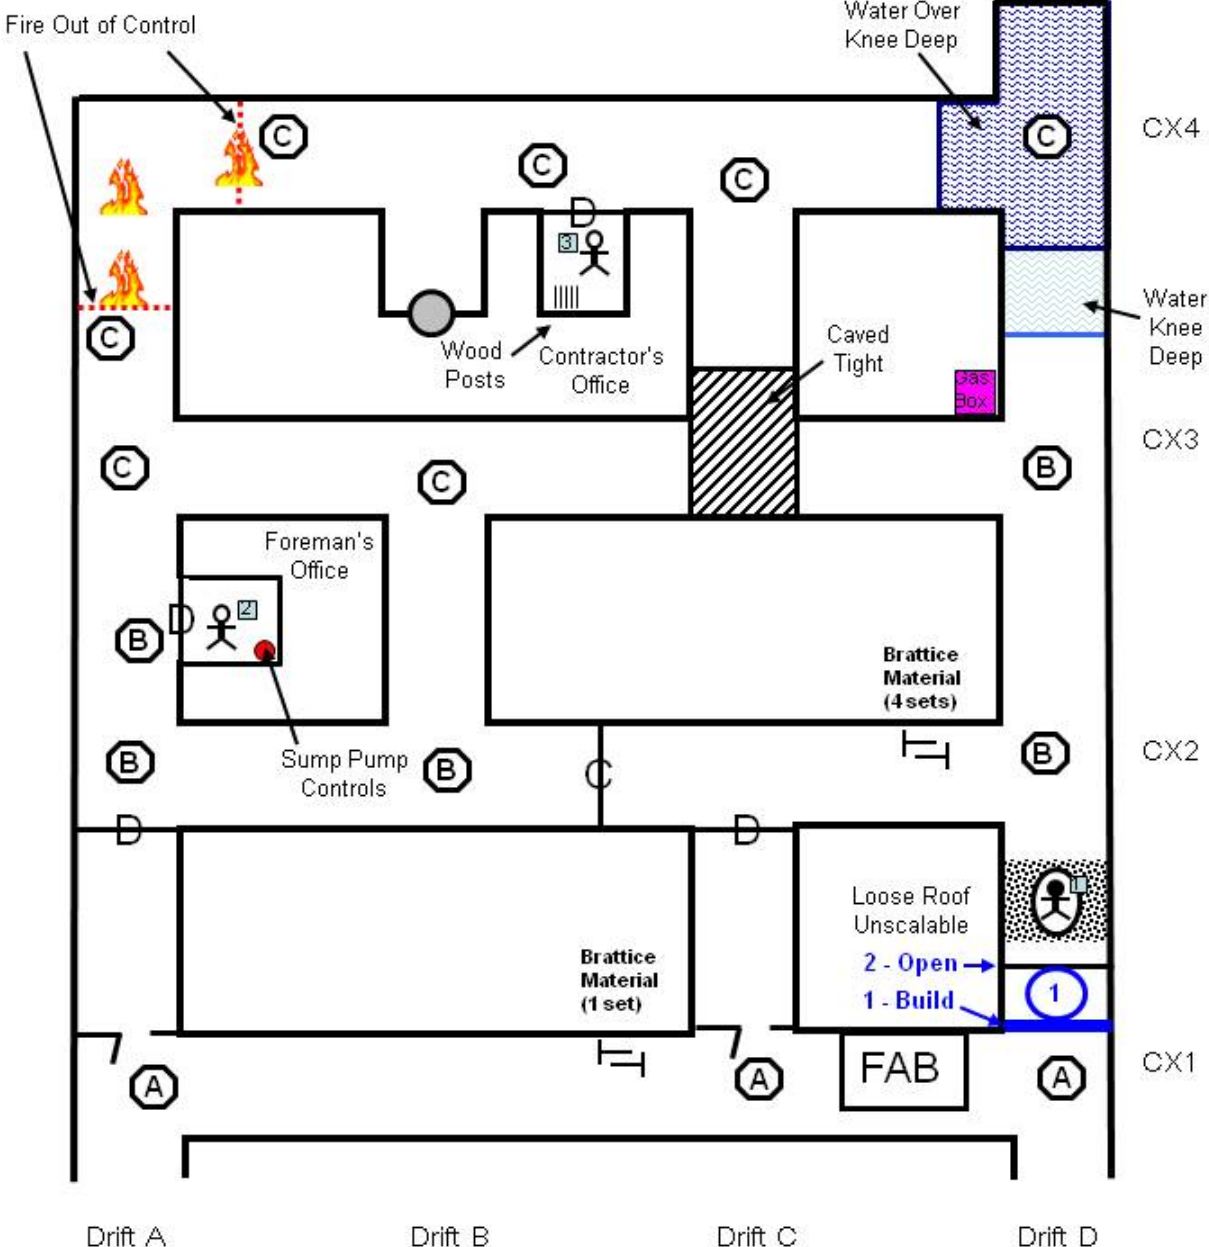 Fire Out of Control
Water Over
Knee Deep
C
C
C
C
CX4
D
3
Water
Knee
Deep
C
Wood
Posts
Contractor's
Office
Caved
Tight
Gas
Box
CX3
C
C
B
Foreman's
Office
2
D
B
Brattice
Material
(4 sets)
B
Sump Pump
Controls
B
C
B
CX2
D
D
1
Loose Roof
Unscalable
Brattice
Material
(1 set)
2 - Open
1 - Build
1
A
A
FAB
A
CX1
Drift A
Drift B
Drift C
Drift D